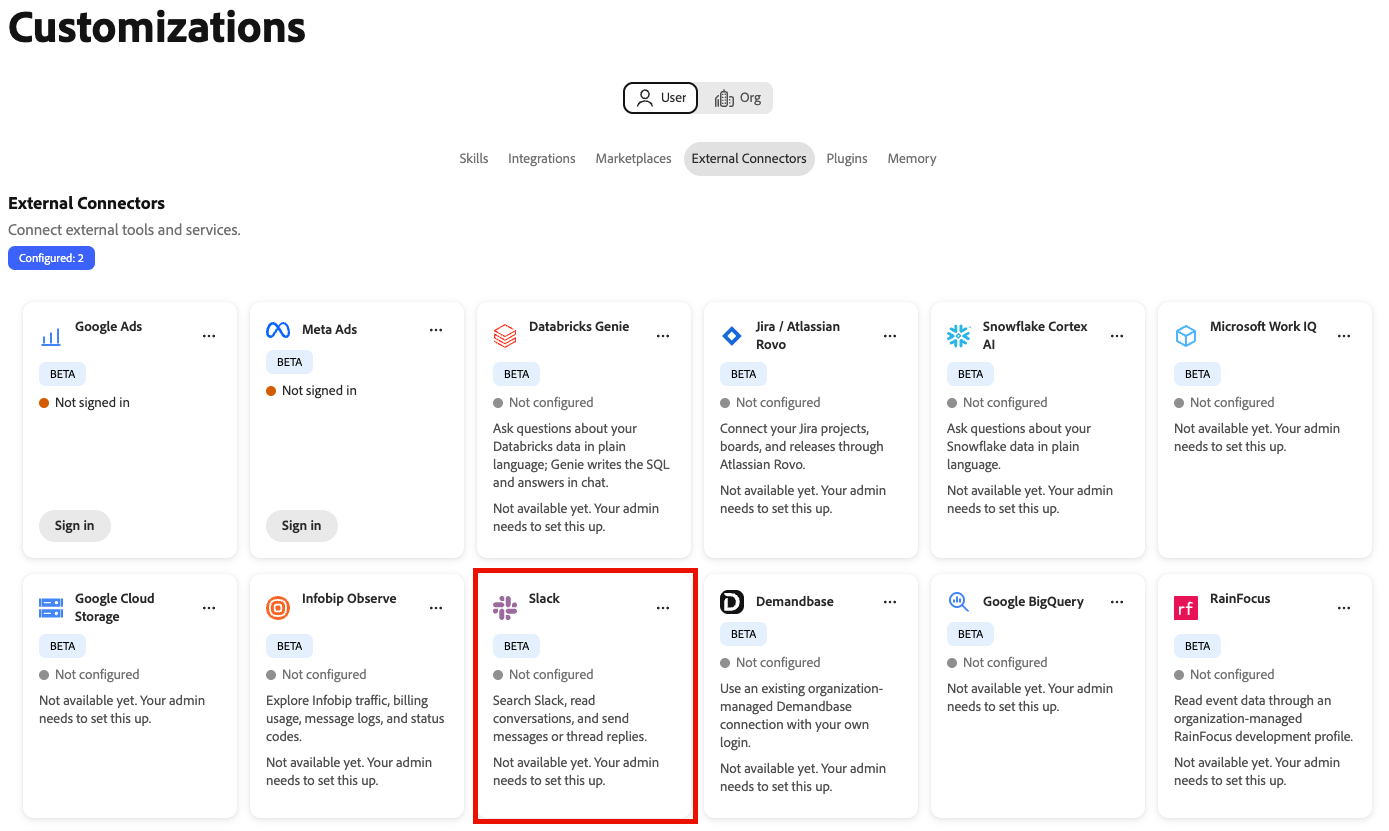 Customizations
User
Org
Skills
Integrations
Marketplaces
External Connectors
Plugins
Memory
External Connectors
Connect external tools and services.
Configured: 2
Google Ads
BETA
Not signed in
Sign in
Meta Ads
BETA
Not signed in
Sign in
Databricks Genie
BETA
Not configured
Ask questions about your
Databricks data in plain
language; Genie writes the SQL
and answers in chat.
Not available yet. Your admin
needs to set this up.
Jira / Atlassian
Rovo
BETA
Not configured
Connect your Jira projects,
boards, and releases through
Atlassian Rovo.
Not available yet. Your admin
needs to set this up.
Snowflake Cortex
AI
BETA
Not configured
Ask questions about your
Snowflake data in plain
language.
Not available yet. Your admin
needs to set this up.
Microsoft Work IQ
BETA
Not configured
Not available yet. Your admin
needs to set this up.
Google Cloud
Storage
BETA
Not configured
Not available yet. Your admin
needs to set this up.
Infobip Observe
BETA
Not configured
Explore Infobip traffic, billing
usage, message logs, and status
codes.
Not available yet. Your admin
needs to set this up.
Slack
BETA
Not configured
Search Slack, read
conversations, and send
messages or thread replies.
Not available yet. Your admin
needs to set this up.
Demandbase
BETA
Not configured
Use an existing organization-
managed Demandbase
connection with your own
login.
Not available yet. Your admin
needs to set this up.
Google BigQuery
BETA
Not configured
Not available yet. Your admin
needs to set this up.
rf
RainFocus
BETA
Not configured
Read event data through an
organization-managed
RainFocus development profile.
Not available yet. Your admin
needs to set this up.